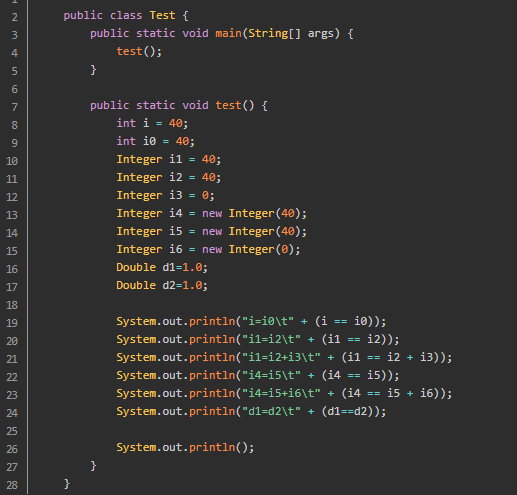 2 public class Test {
3 public static void main(String[] args) {
4 test();
5 }
6
7 public static void test() {
8 int i = 40;
9 int i0 = 40;
10 Integer i1 = 40;
11 Integer i2 = 40;
12 Integer i3 = 0;
13 Integer i4 = new Integer(40);
14 Integer i5 = new Integer(40);
15 Integer i6 = new Integer(0);
16 Double d1=1.0;
17 Double d2=1.0;
18
19 System.out.println("i=i0\t" + (i == i0));
20 System.out.println("i1=i2\t" + (i1 == i2));
21 System.out.println("i1=i2+i3\t" + (i1 == i2 + i3));
22 System.out.println("i4=i5\t" + (i4 == i5));
23 System.out.println("i4=i5+i6\t" + (i4 == i5 + i6));
24 System.out.println("d1=d2\t" + (d1==d2));
25
26 System.out.println();
27 }
28 }